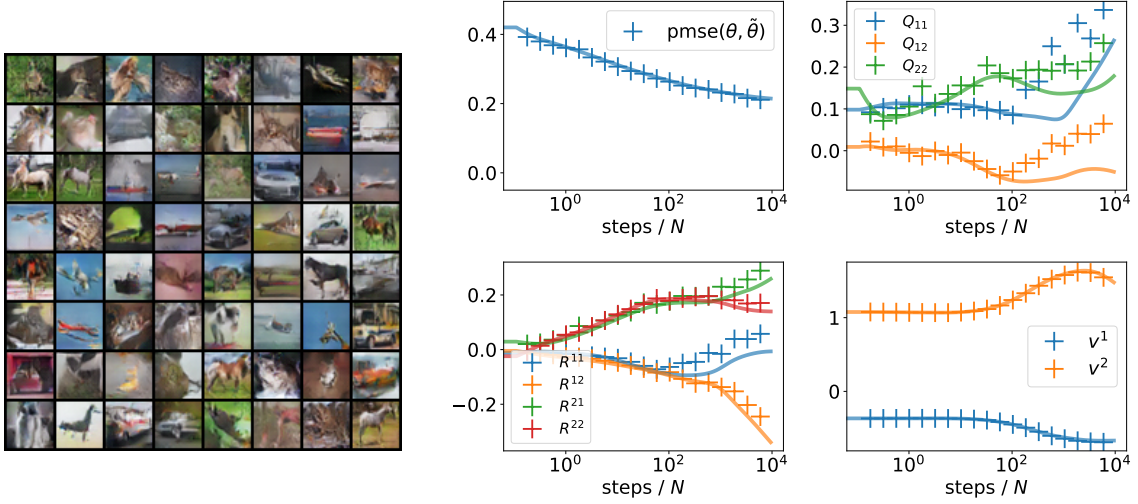 0.4
0.2
0.0
pmse(θ, θ̃)
10⁰
10²
10⁴
steps / N
0.3
0.2
0.1
0.0
Q₁₁
Q₁₂
Q₂₂
10⁰
10²
10⁴
steps / N
0.2
0.0
−0.2
R¹¹
R¹²
R²¹
R²²
10⁰
10²
10⁴
steps / N
1
0
v¹
v²
10⁰
10²
10⁴
steps / N